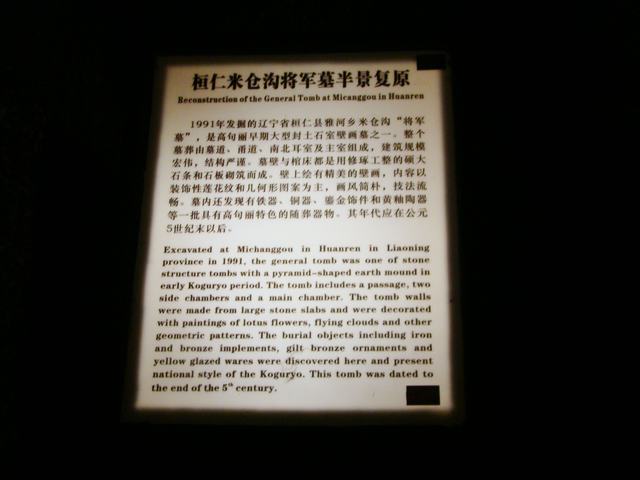 桓仁米仓沟将军墓半景复原
Reconstruction of the General Tomb at Micanggou in Huanren
1991年发掘的辽宁省桓仁县雅河乡米仓沟“将军
墓”，是高句丽早期大型封土石室壁画墓之一。整个
墓葬由墓道、甬道、南北耳室及主室组成，建筑规模
宏伟，结构严谨。墓壁与棺床都是用修琢工整的硕大
石条和石板砌筑而成。壁上绘有精美的壁画，内容以
装饰性莲花纹和几何形图案为主，画风简朴，技法流
畅。墓内还发现有铁器、铜器、鎏金饰件和黄釉陶器
等一批具有高句丽特色的随葬器物。其年代应在公元
5世纪末以后。
Excavated at Michanggou in Huanren in Liaoning
province in 1991, the general tomb was one of stone
structure tombs with a pyramid-shaped earth mound in
early Koguryo period. The tomb includes a passage, two
side chambers and a main chamber. The tomb walls
were made from large stone slabs and were decorated
with paintings of lotus flowers, flying clouds and other
geometric patterns. The burial objects including iron
and bronze implements, gilt bronze ornaments and
yellow glazed wares were discovered here and present
national style of the Koguryo. This tomb was dated to
the end of the 5th century.